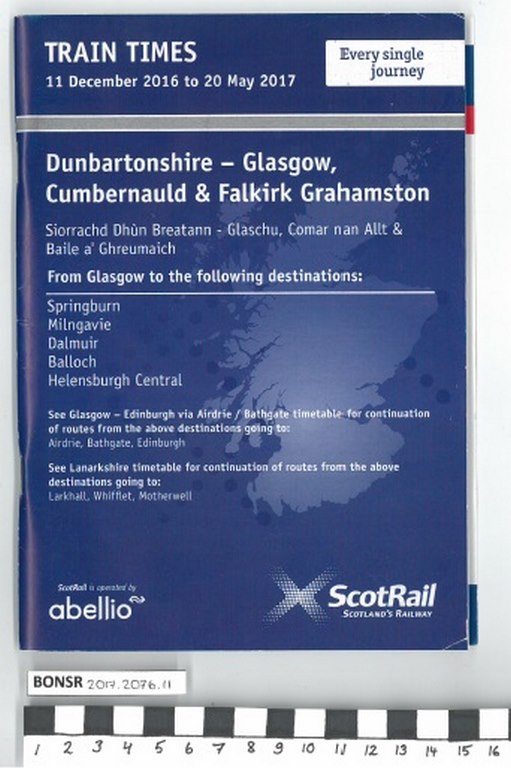 TRAIN TIMES
11 December 2016 to 20 May 2017
Every single
journey
Dunbartonshire – Glasgow,
Cumbernauld & Falkirk Grahamston
Siorrachd Dhùn Breatann - Glaschu, Comar nan Allt &
Baile a' Ghreumaich
From Glasgow to the following destinations:
Springburn
Milngavie
Dalmuir
Balloch
Helensburgh Central
See Glasgow – Edinburgh via Airdrie / Bathgate timetable for continuation
of routes from the above destinations going to:
Airdrie, Bathgate, Edinburgh
See Lanarkshire timetable for continuation of routes from the above
destinations going to:
Larkhall, Whifflet, Motherwell
ScotRail is operated by
abellio
ScotRail
SCOTLAND'S RAILWAY
BONSR 2017.2076.11
1 2 3 4 5 6 7 8 9 10 11 12 13 14 15 16